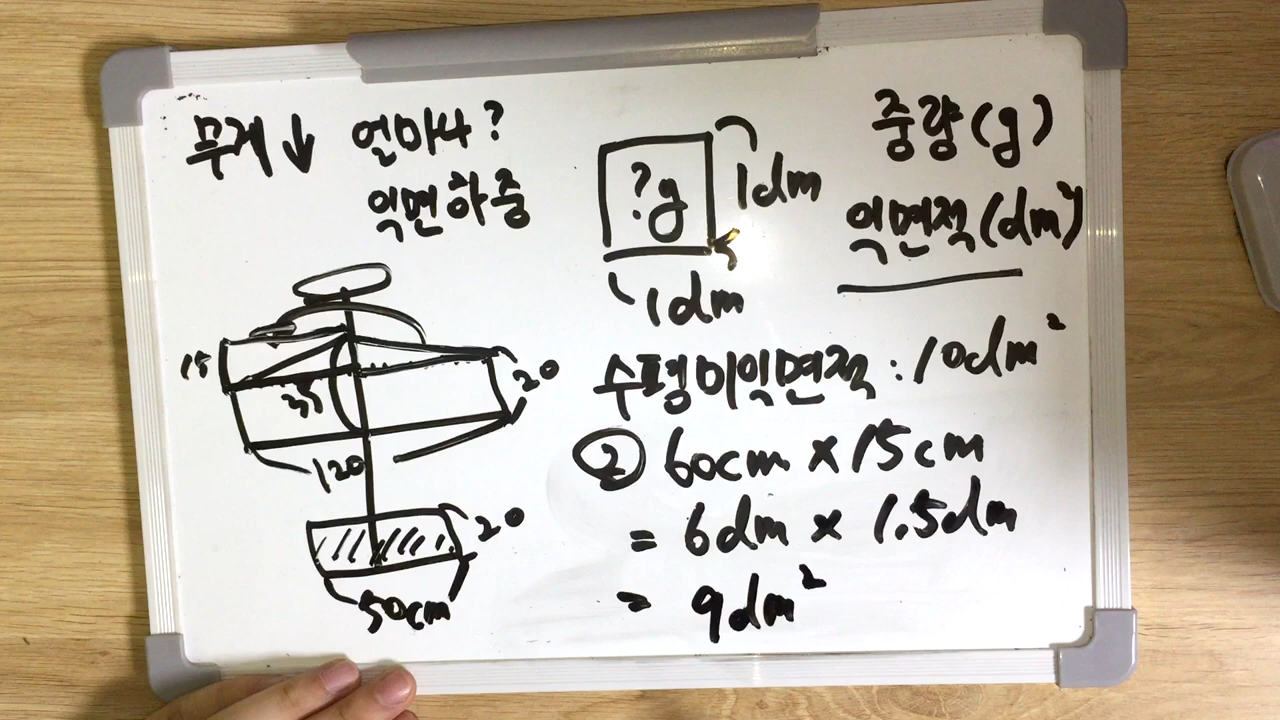 무게↓ 얼마나?
익면하중
?g
1dm
1dm
중량(g)
익면적(dm²)
15
35
20
120
20
50cm
수평미익면적 : 10dm²
② 60cm × 15cm
= 6dm × 1.5dm
= 9dm²